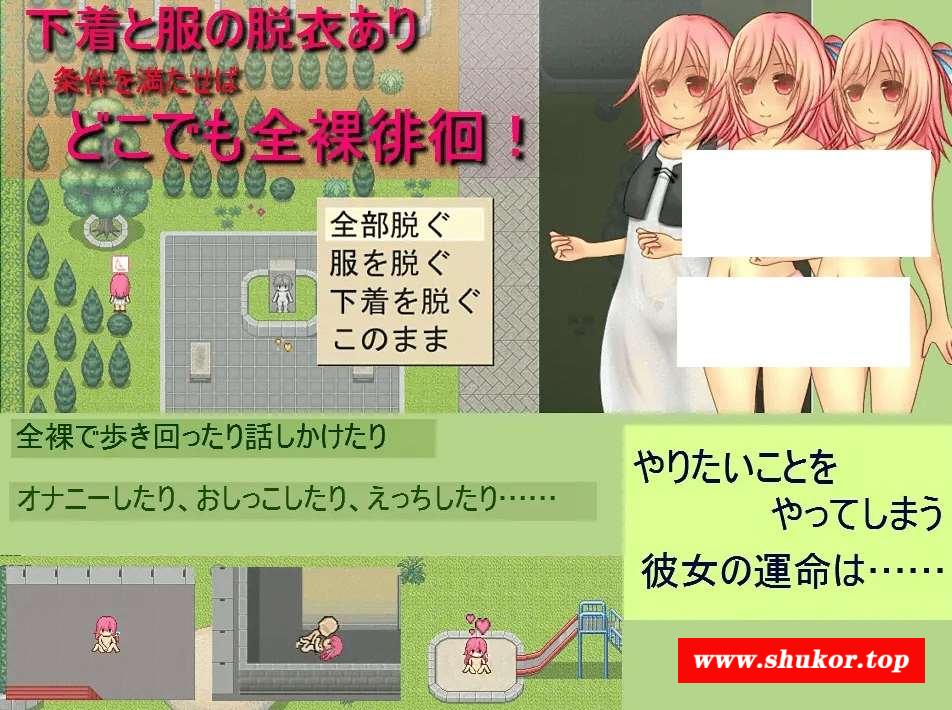 下着と服の脱衣あり
条件を満たせば
どこでも全裸徘徊！
全部脱ぐ
服を脱ぐ
下着を脱ぐ
このまま
全裸で歩き回ったり話しかけたり
オナニーしたり、おしっこしたり、えっちしたり……
やりたいことを
やってしまう
彼女の運命は……
www.shukor.top